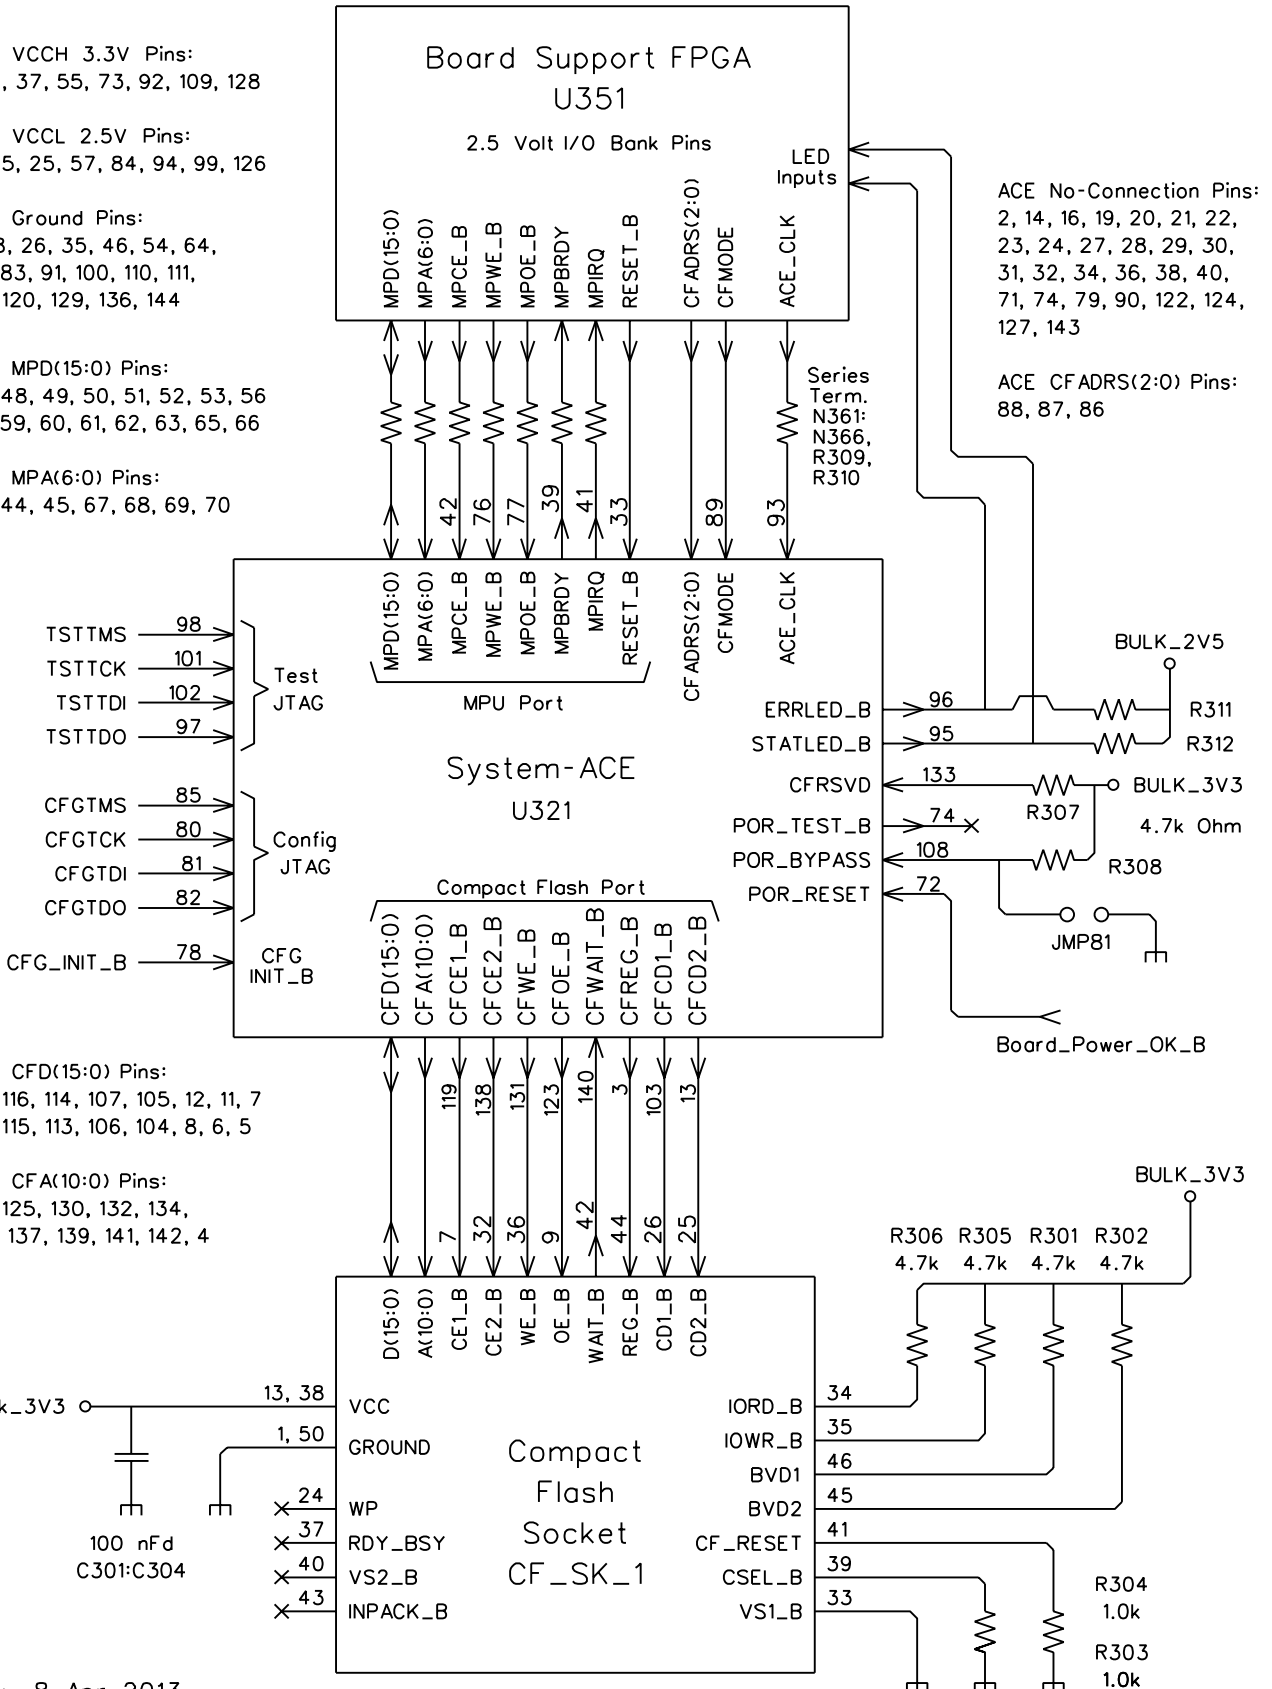 Board Support FPGA
U351
2.5 Volt I/O Bank Pins
LED
Inputs
MPD(15:0)
MPA(6:0)
MPCE_B
MPWE_B
MPOE_B
MPBRDY
MPIRQ
RESET_B
CFADRS(2:0)
CFMODE
ACE_CLK
VCCH 3.3V Pins:
, 37, 55, 73, 92, 109, 128
VCCL 2.5V Pins:
5, 25, 57, 84, 94, 99, 126
Ground Pins:
, 26, 35, 46, 54, 64,
83, 91, 100, 110, 111,
120, 129, 136, 144
MPD(15:0) Pins:
48, 49, 50, 51, 52, 53, 56
59, 60, 61, 62, 63, 65, 66
MPA(6:0) Pins:
44, 45, 67, 68, 69, 70
ACE No-Connection Pins:
2, 14, 16, 19, 20, 21, 22,
23, 24, 27, 28, 29, 30,
31, 32, 34, 36, 38, 40,
71, 74, 79, 90, 122, 124,
127, 143
ACE CFADRS(2:0) Pins:
88, 87, 86
Series
Term.
N361:
N366,
R309,
R310
42
76
77
39
41
33
89
93
MPD(15:0)
MPA(6:0)
MPCE_B
MPWE_B
MPOE_B
MPBRDY
MPIRQ
RESET_B
CFADRS(2:0)
CFMODE
ACE_CLK
MPU Port
System-ACE
U321
TSTTMS 98
TSTTCK 101
TSTTDI 102
TSTTDO 97
Test
JTAG
CFGTMS 85
CFGTCK 80
CFGTDI 81
CFGTDO 82
Config
JTAG
CFG_INIT_B 78
CFG
INIT_B
BULK_2V5
ERRLED_B 96 R311
STATLED_B 95 R312
CFRSVD 133 R307 BULK_3V3
POR_TEST_B 74 4.7k Ohm
POR_BYPASS 108 R308
POR_RESET 72
JMP81
Board_Power_OK_B
Compact Flash Port
CFD(15:0)
CFA(10:0)
CFCE1_B
CFCE2_B
CFWE_B
CFOE_B
CFWAIT_B
CFREG_B
CFCD1_B
CFCD2_B
119
138
131
123
140
3
103
13
CFD(15:0) Pins:
116, 114, 107, 105, 12, 11, 7
115, 113, 106, 104, 8, 6, 5
CFA(10:0) Pins:
125, 130, 132, 134,
137, 139, 141, 142, 4
7
32
36
9
42
44
26
25
D(15:0)
A(10:0)
CE1_B
CE2_B
WE_B
OE_B
WAIT_B
REG_B
CD1_B
CD2_B
BULK_3V3
R306 R305 R301 R302
4.7k 4.7k 4.7k 4.7k
k_3V3
13, 38 VCC
1, 50 GROUND
24 WP
37 RDY_BSY
40 VS2_B
43 INPACK_B
100 nFd
C301:C304
Compact
Flash
Socket
CF_SK_1
IORD_B 34
IOWR_B 35
BVD1 46
BVD2 45
CF_RESET 41
CSEL_B 39
VS1_B 33
R304
1.0k
R303
1.0k
8 Apr 2013